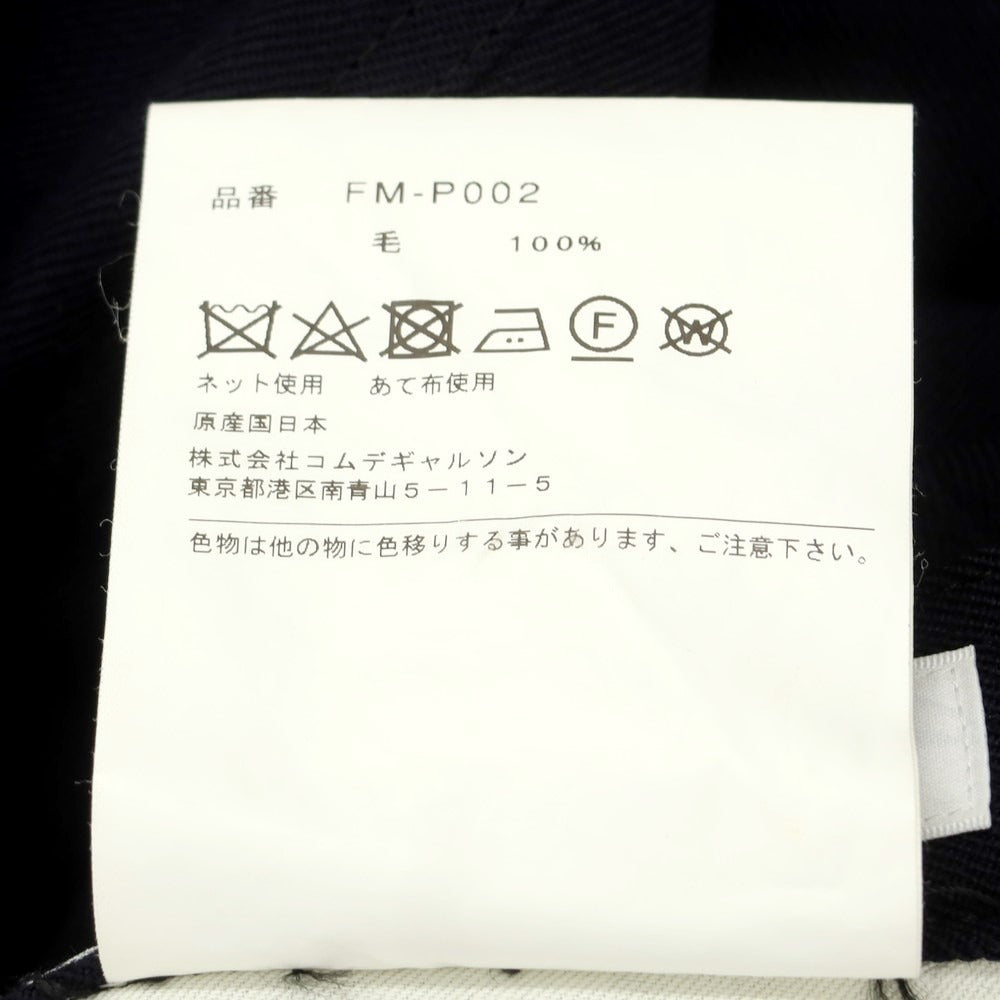 品番 FM-P002
毛 100%
F W
ネット使用 あて布使用
原産国日本
株式会社コムデギャルソン
東京都港区南青山5-11-5
色物は他の物に色移りする事があります、ご注意下さい。